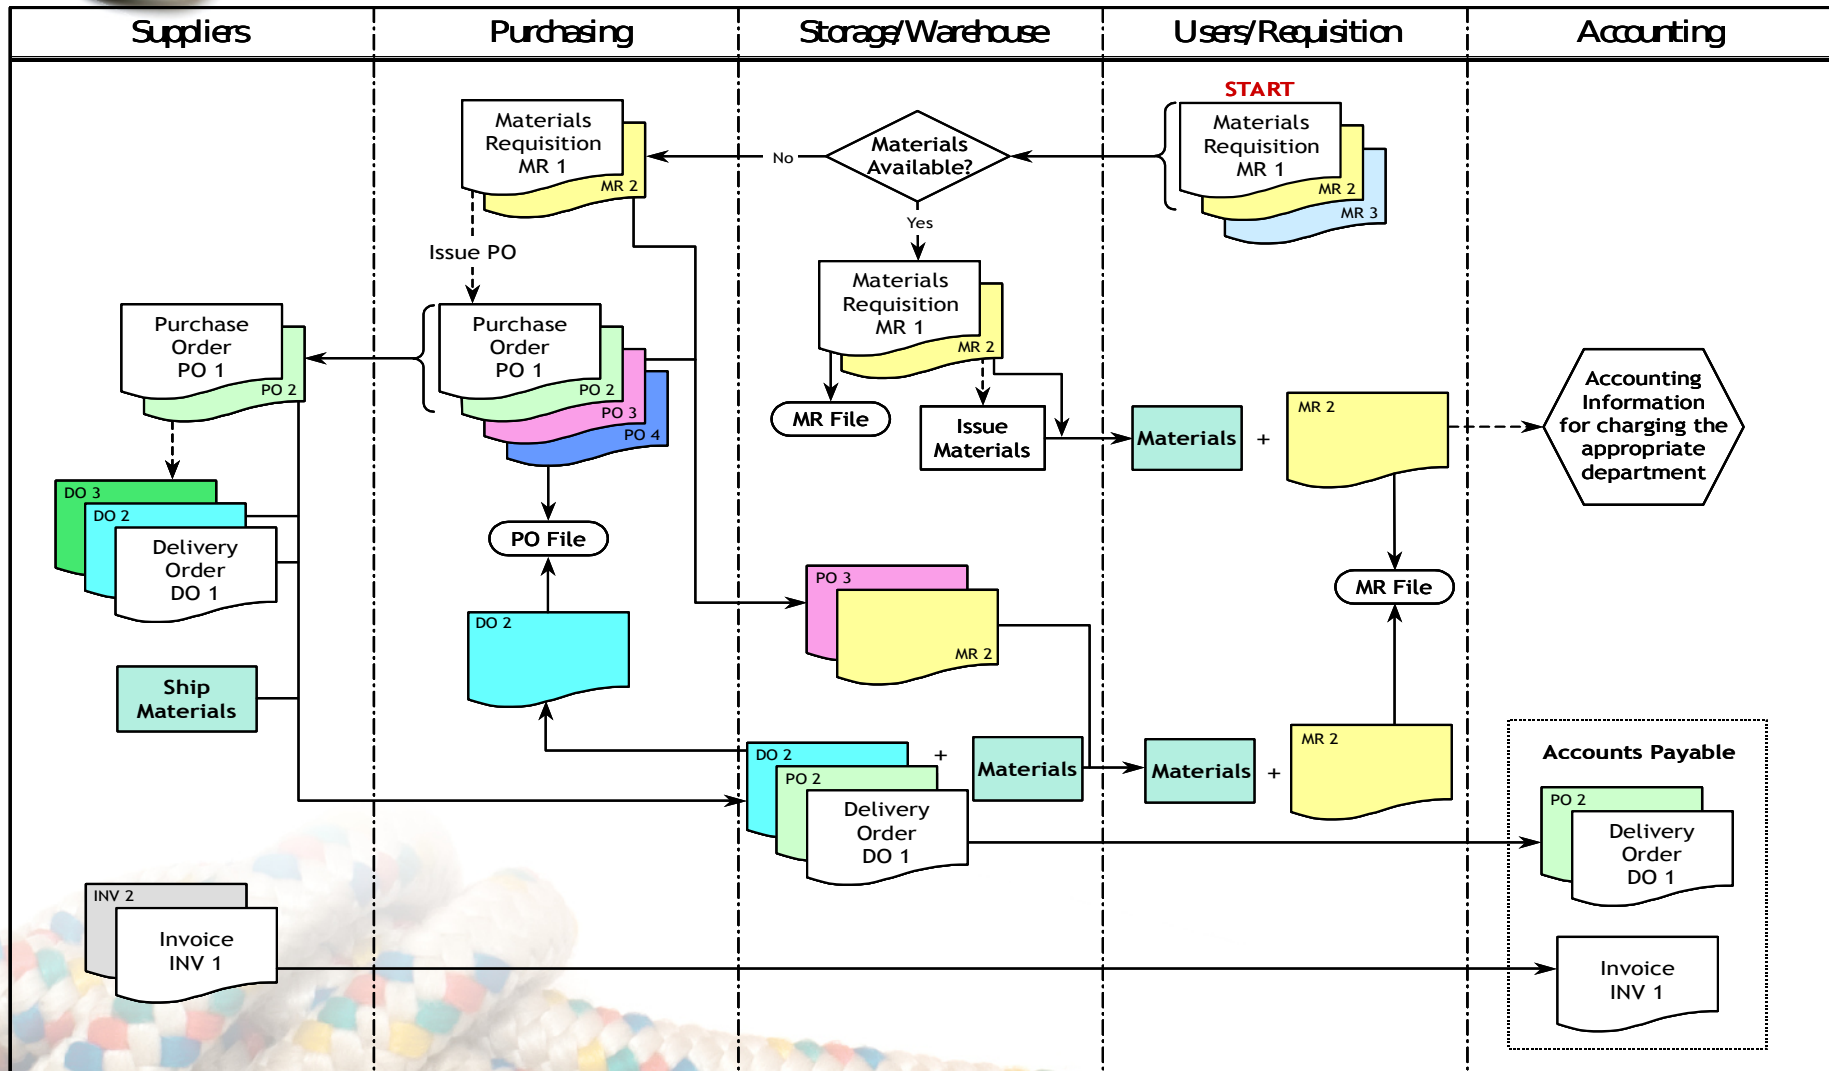 Suppliers
Purchasing
Storage/Warehouse
Users/Requisition
Accounting
START
Materials
Requisition
MR 1
MR 2
No
Materials
Available?
Materials
Requisition
MR 1
MR 2
MR 3
Yes
Issue PO
Materials
Requisition
MR 1
MR 2
Purchase
Order
PO 1
PO 2
Purchase
Order
PO 1
PO 2
PO 3
PO 4
MR File
Issue
Materials
Materials
+
MR 2
Accounting
Information
for charging the
appropriate
department
DO 3
DO 2
Delivery
Order
DO 1
PO File
MR File
PO 3
MR 2
DO 2
Ship
Materials
DO 2
PO 2
Delivery
Order
DO 1
+
Materials
Materials
+
MR 2
Accounts Payable
PO 2
Delivery
Order
DO 1
INV 2
Invoice
INV 1
Invoice
INV 1